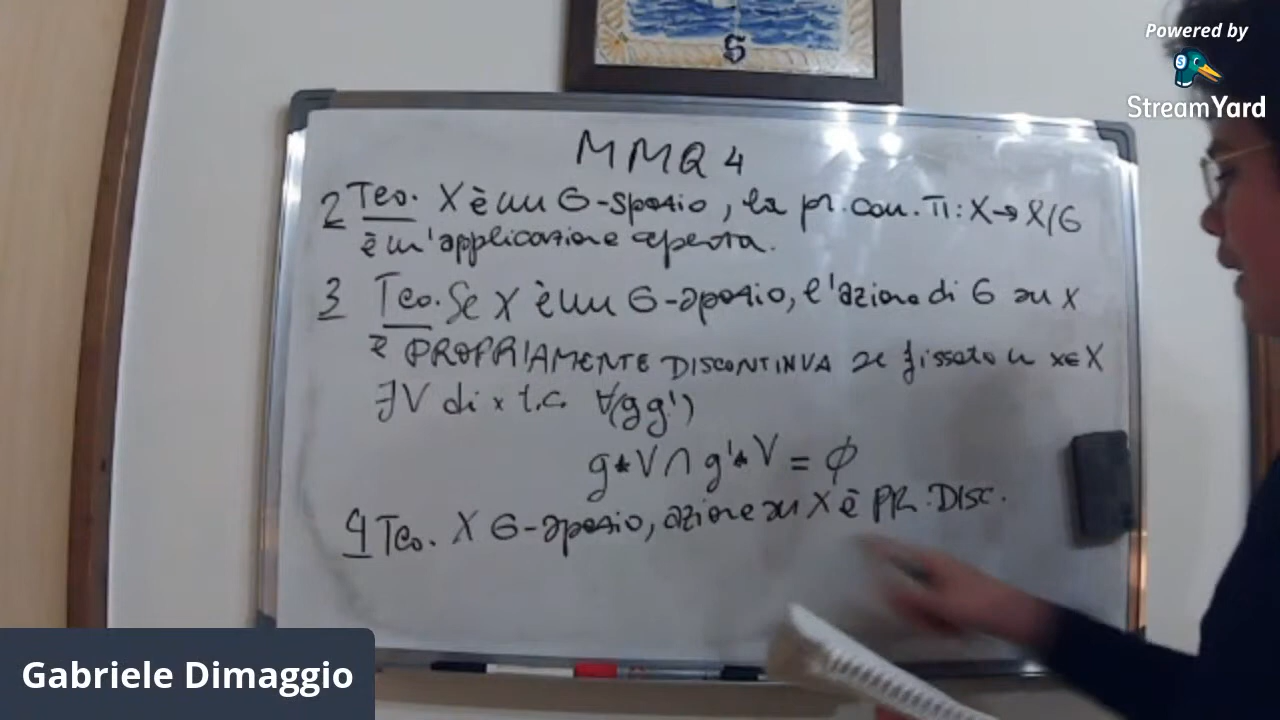 Powered by
StreamYard
S
MMQ 4
2 Teo. X è un G-spazio, la pr. can. π: X → X/G
è un'applicazione aperta.
3 Teo. Se X è un G-spazio, l'azione di G su X
è PROPRIAMENTE DISCONTINUA se fissato un x∈X
∃V di x t.c. ∀(g g')
g*V ∩ g'*V = ϕ
4 Teo. X G-spazio, azione su X è PR. DISC.
Gabriele Dimaggio